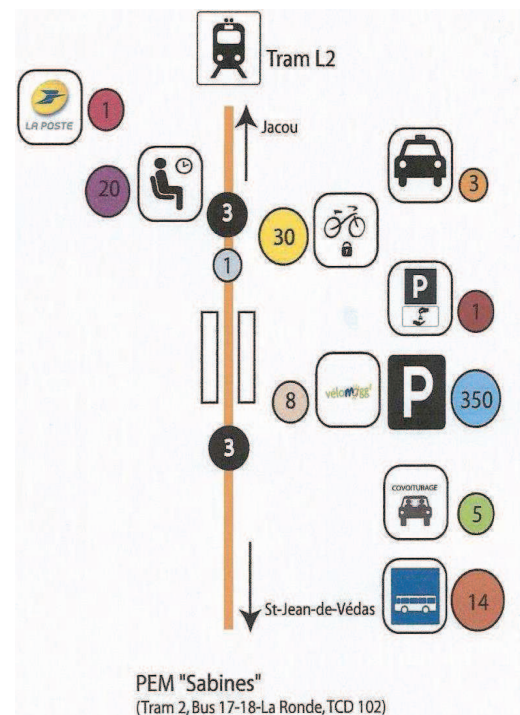 Tram L2
LA POSTE
1
Jacou
20
3
3
30
1
P
1
8
vélomagg'
P
350
3
COVOITURAGE
5
St-Jean-de-Védas
14
PEM "Sabines"
(Tram 2, Bus 17-18-La Ronde, TCD 102)